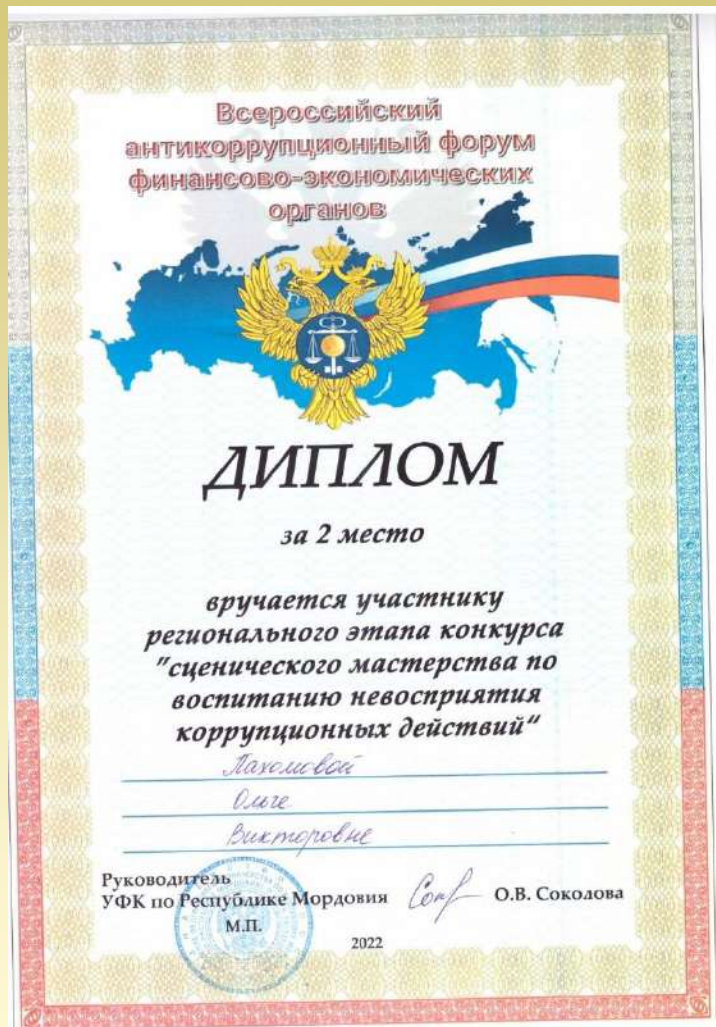 Всероссийский
антикоррупционный форум
финансово-экономических
органов
ДИПЛОМ
за 2 место
вручается участнику
регионального этапа конкурса
"сценического мастерства по
воспитанию невосприятия
коррупционных действий"
Пахомовой
Ольге
Викторовне
Руководитель
УФК по Республике Мордовия О.В. Соколова
М.П.
2022